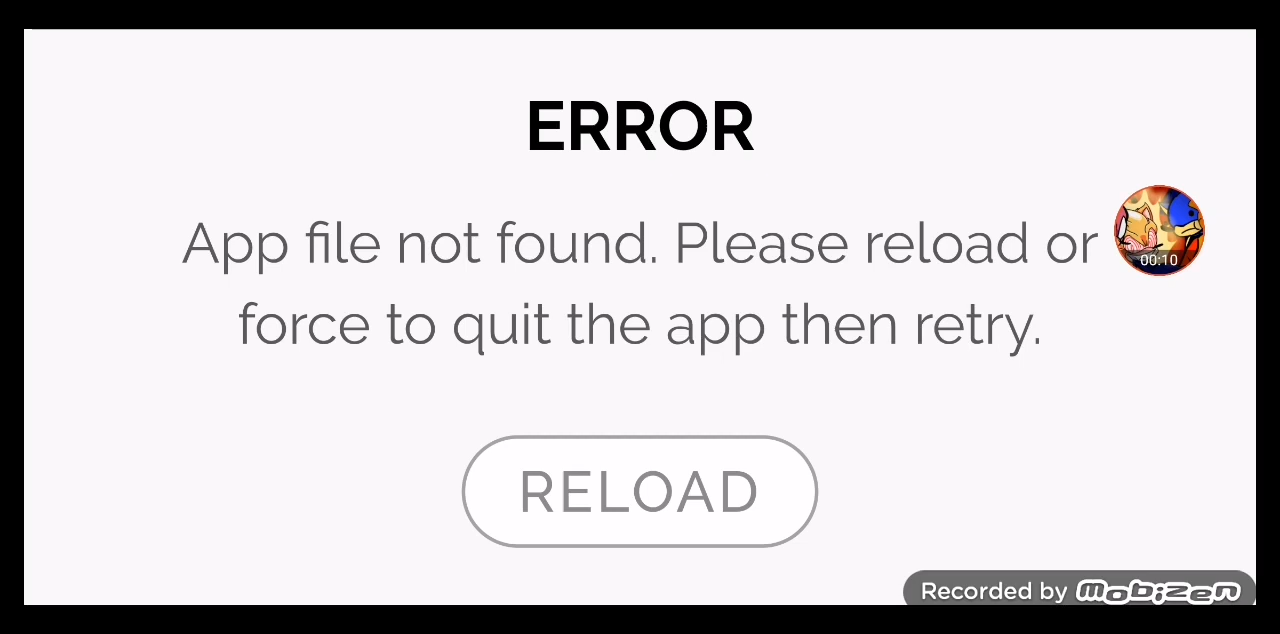 ERROR
App file not found. Please reload or
00:10
force to quit the app then retry.
RELOAD
Recorded by mobizen